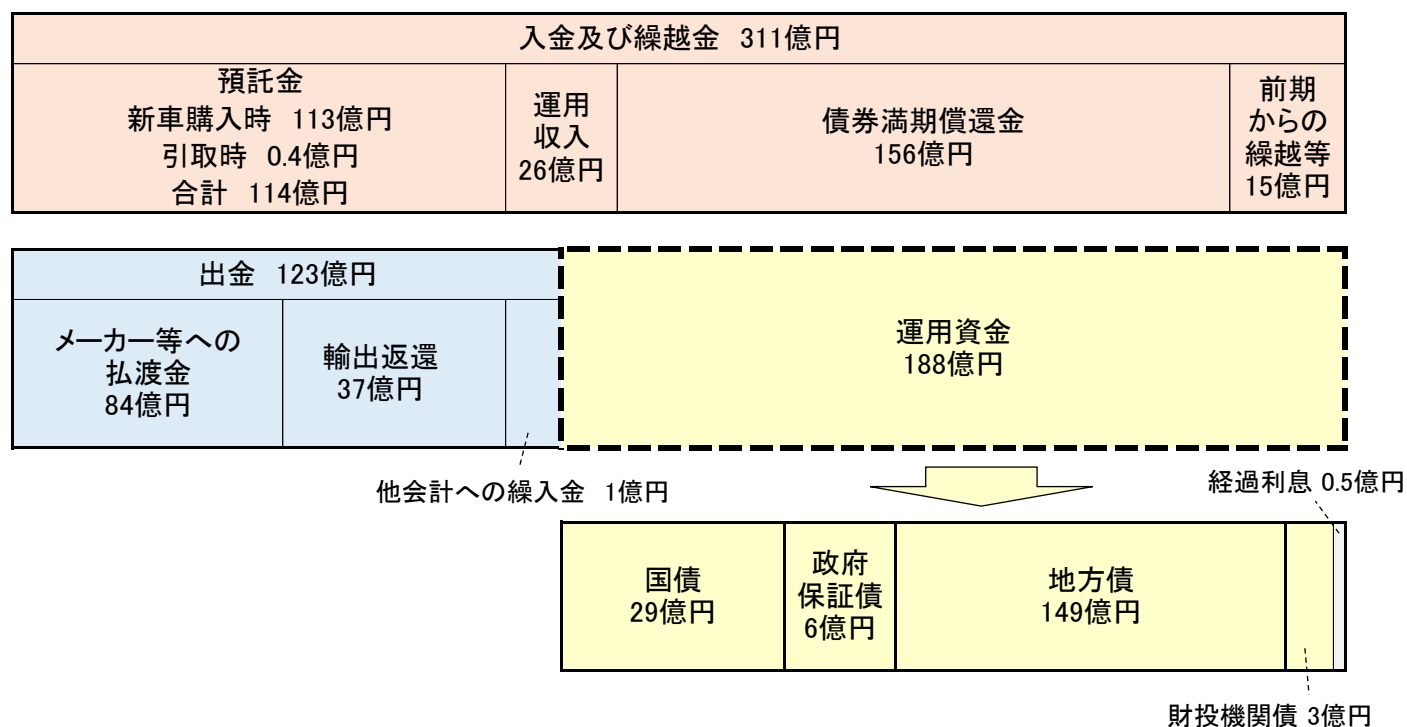 入金及び繰越金 311億円
預託金
新車購入時 113億円
引取時 0.4億円
合計 114億円
運用
収入
26億円
債券満期償還金
156億円
前期
からの
繰越等
15億円
出金 123億円
メーカー等への
払渡金
84億円
輸出返還
37億円
他会計への繰入金 1億円
運用資金
188億円
経過利息 0.5億円
国債
29億円
政府
保証債
6億円
地方債
149億円
財投機関債 3億円